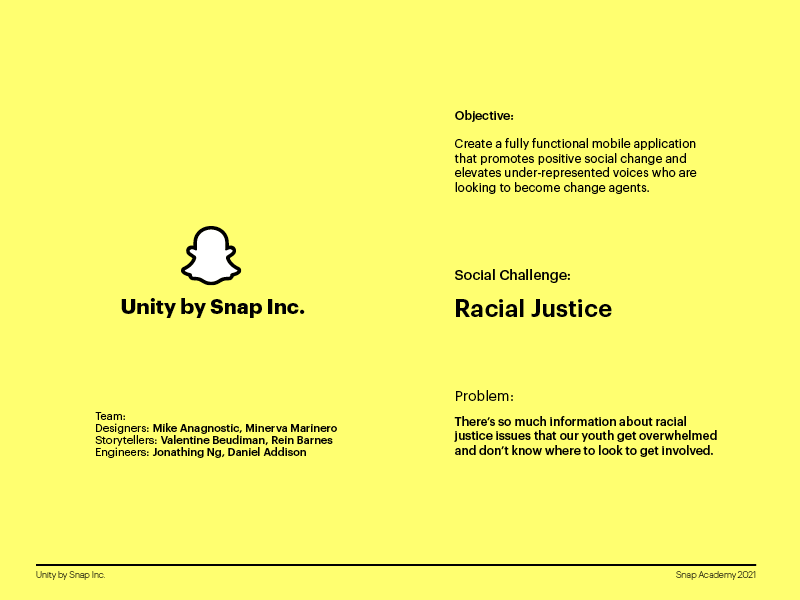 Unity by Snap Inc.
Team:
Designers: Mike Anagnostic, Minerva Marinero
Storytellers: Valentine Beudiman, Rein Barnes
Engineers: Jonathing Ng, Daniel Addison
Objective:
Create a fully functional mobile application
that promotes positive social change and
elevates under-represented voices who are
looking to become change agents.
Social Challenge:
Racial Justice
Problem:
There's so much information about racial
justice issues that our youth get overwhelmed
and don't know where to look to get involved.
Unity by Snap Inc.
Snap Academy 2021